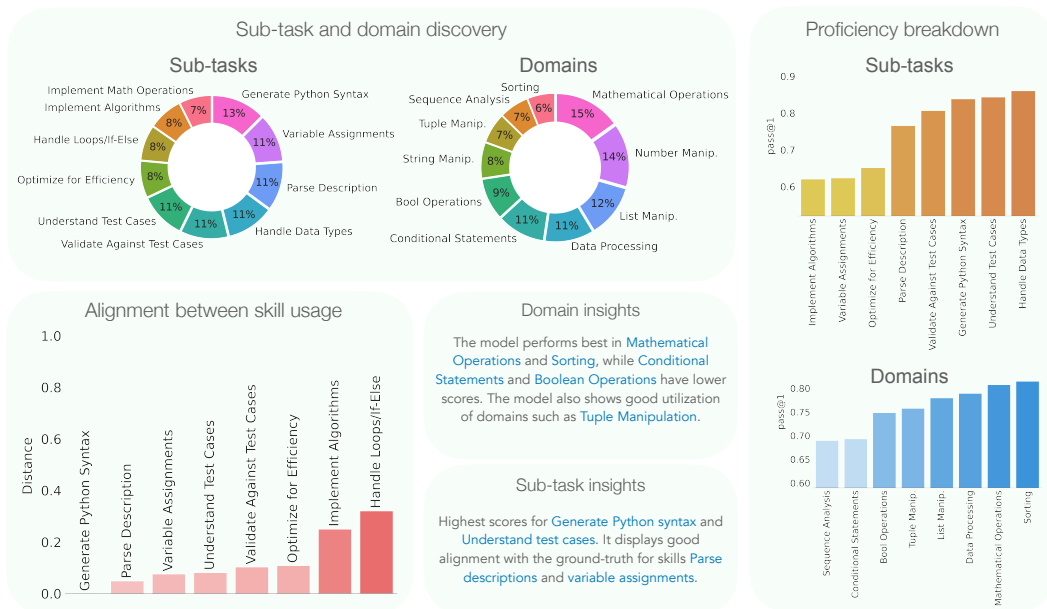 Sub-task and domain discovery
Sub-tasks
Implement Math Operations
Generate Python Syntax
Implement Algorithms
Variable Assignments
Handle Loops/If-Else
Optimize for Efficiency
Parse Description
Understand Test Cases
Handle Data Types
Validate Against Test Cases
7%
13%
8%
11%
8%
8%
11%
11%
11%
11%
Domains
Sorting
Mathematical Operations
Sequence Analysis
Tuple Manip.
String Manip.
Number Manip.
Bool Operations
List Manip.
Conditional Statements
Data Processing
6%
15%
7%
7%
14%
8%
9%
12%
11%
11%
Proficiency breakdown
Sub-tasks
0.9
0.8
0.7
0.6
pass@1
Implement Algorithms
Variable Assignments
Optimize for Efficiency
Parse Description
Validate Against Test Cases
Generate Python Syntax
Understand Test Cases
Handle Data Types
Domains
0.80
0.75
0.70
0.65
0.60
pass@1
Sequence Analysis
Conditional Statements
Bool Operations
Tuple Manip.
List Manip.
Data Processing
Mathematical Operations
Sorting
Alignment between skill usage
1.0
0.8
0.6
0.4
0.2
0.0
Distance
Generate Python Syntax
Parse Description
Variable Assignments
Understand Test Cases
Validate Against Test Cases
Optimize for Efficiency
Implement Algorithms
Handle Loops/If-Else
Domain insights
The model performs best in Mathematical
Operations and Sorting, while Conditional
Statements and Boolean Operations have lower
scores. The model also shows good utilization
of domains such as Tuple Manipulation.
Sub-task insights
Highest scores for Generate Python syntax and
Understand test cases. It displays good
alignment with the ground-truth for skills Parse
descriptions and variable assignments.